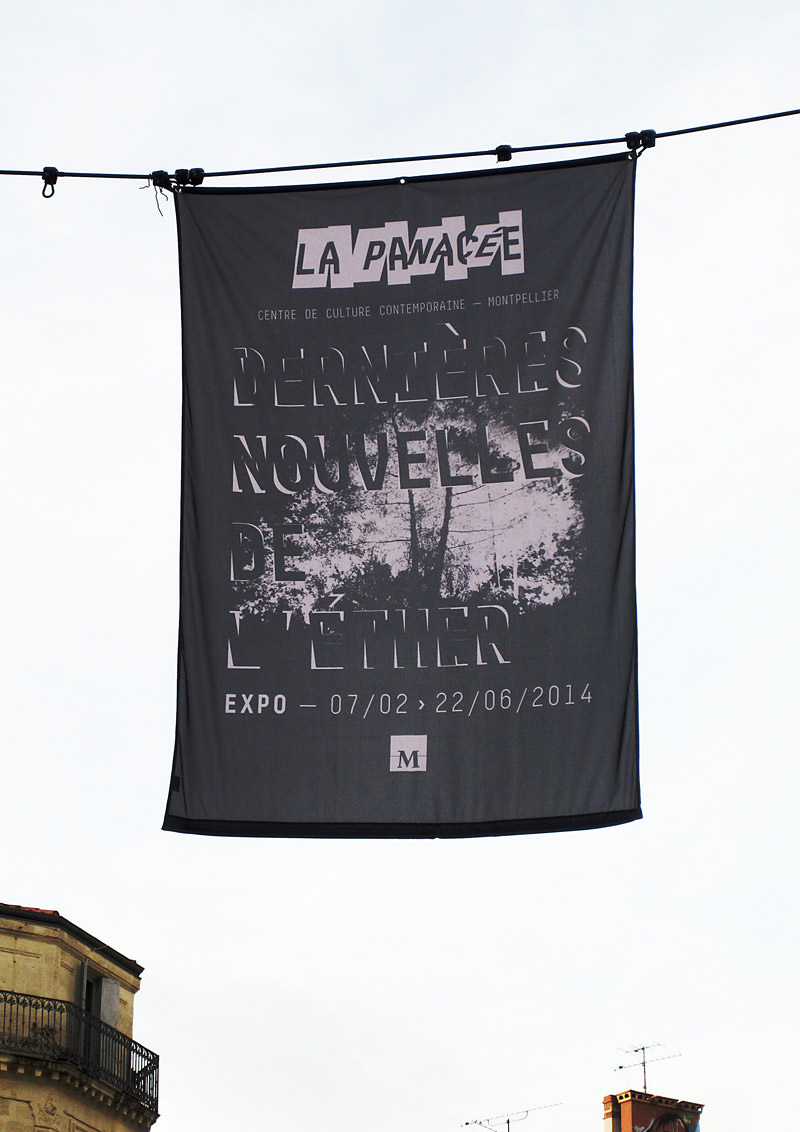 LA PANACÉE
CENTRE DE CULTURE CONTEMPORAINE — MONTPELLIER
DERNIÈRES
NOUVELLES
DE
L'ÉTHER
EXPO — 07/02 › 22/06/2014
M